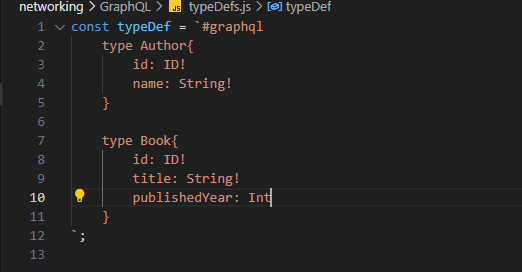 networking > GraphQL > JS typeDefs.js > typeDef
1 const typeDef = `#graphql
2 type Author{
3 id: ID!
4 name: String!
5 }
6
7 type Book{
8 id: ID!
9 title: String!
10 publishedYear: Int
11 }
12 `;
13